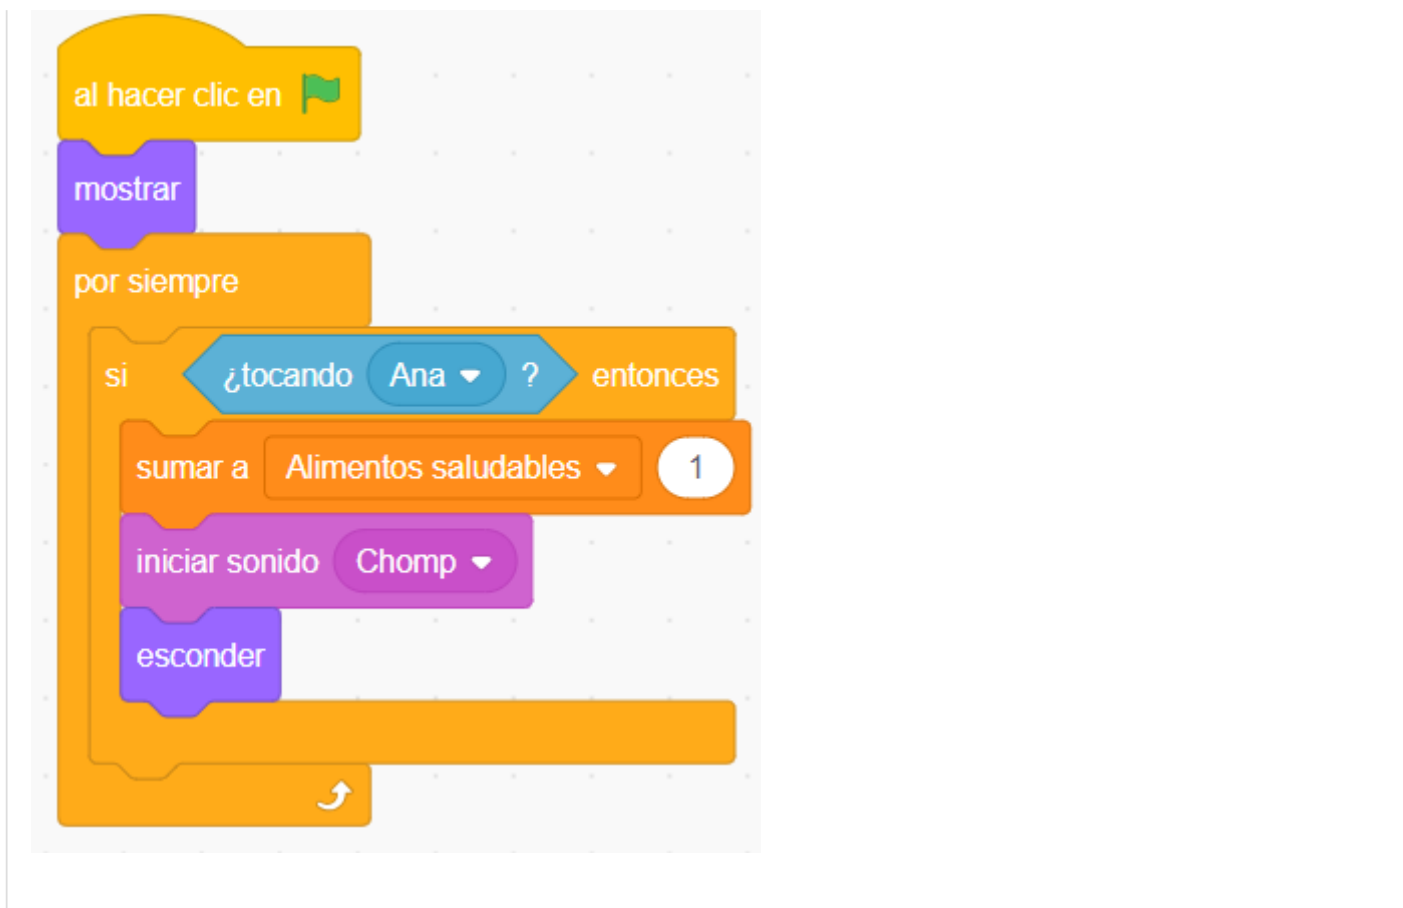 al hacer clic en
mostrar
por siempre
si ¿tocando Ana ? entonces
sumar a Alimentos saludables 1
iniciar sonido Chomp
esconder